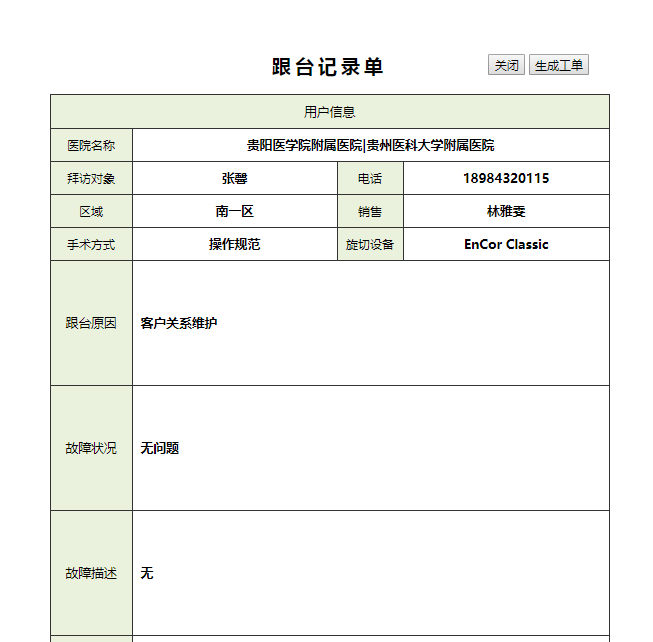 跟台记录单
关闭 生成工单
用户信息
医院名称 贵阳医学院附属医院|贵州医科大学附属医院
拜访对象 张馨 电话 18984320115
区域 南一区 销售 林雅雯
手术方式 操作规范 旋切设备 EnCor Classic
跟台原因 客户关系维护
故障状况 无问题
故障描述 无